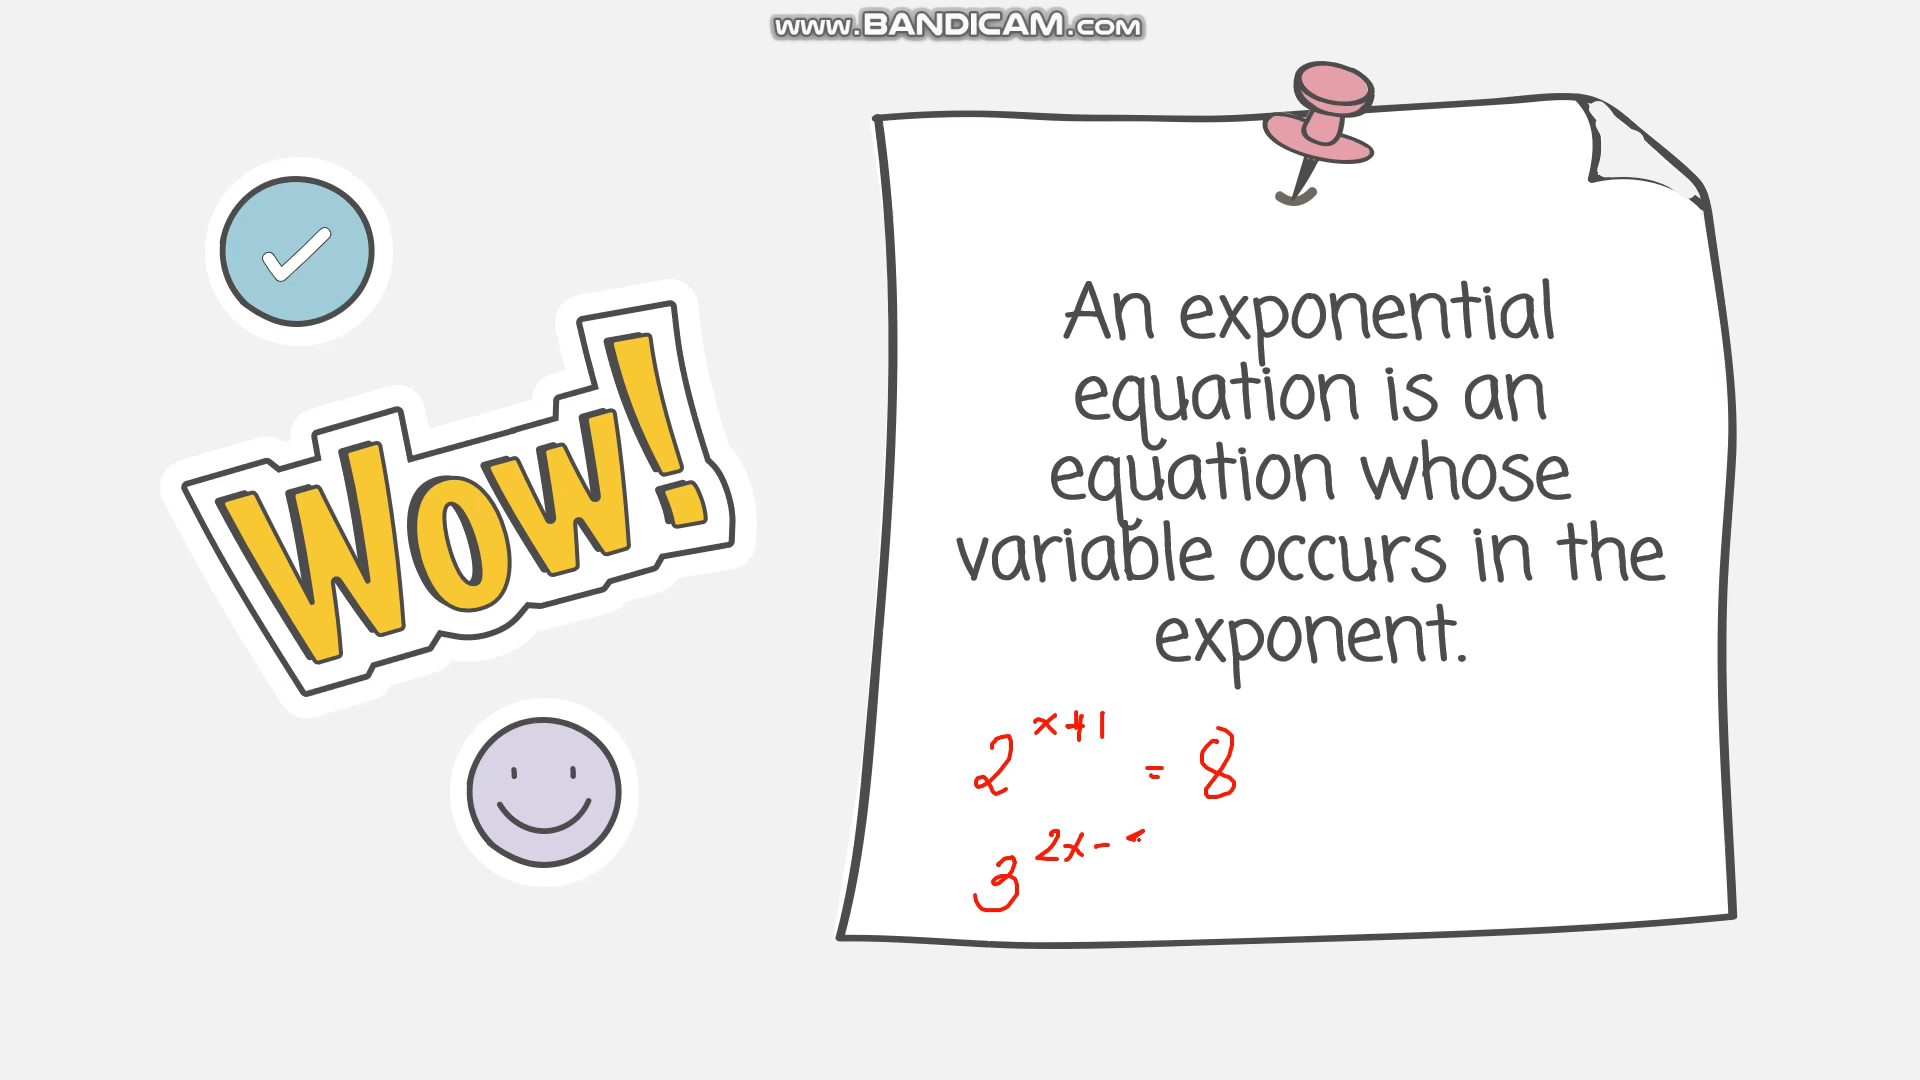 www.BANDICAM.com
Wow!
An exponential
equation is an
equation whose
variable occurs in the
exponent.
2^{x+1} = 8
3^{2x-